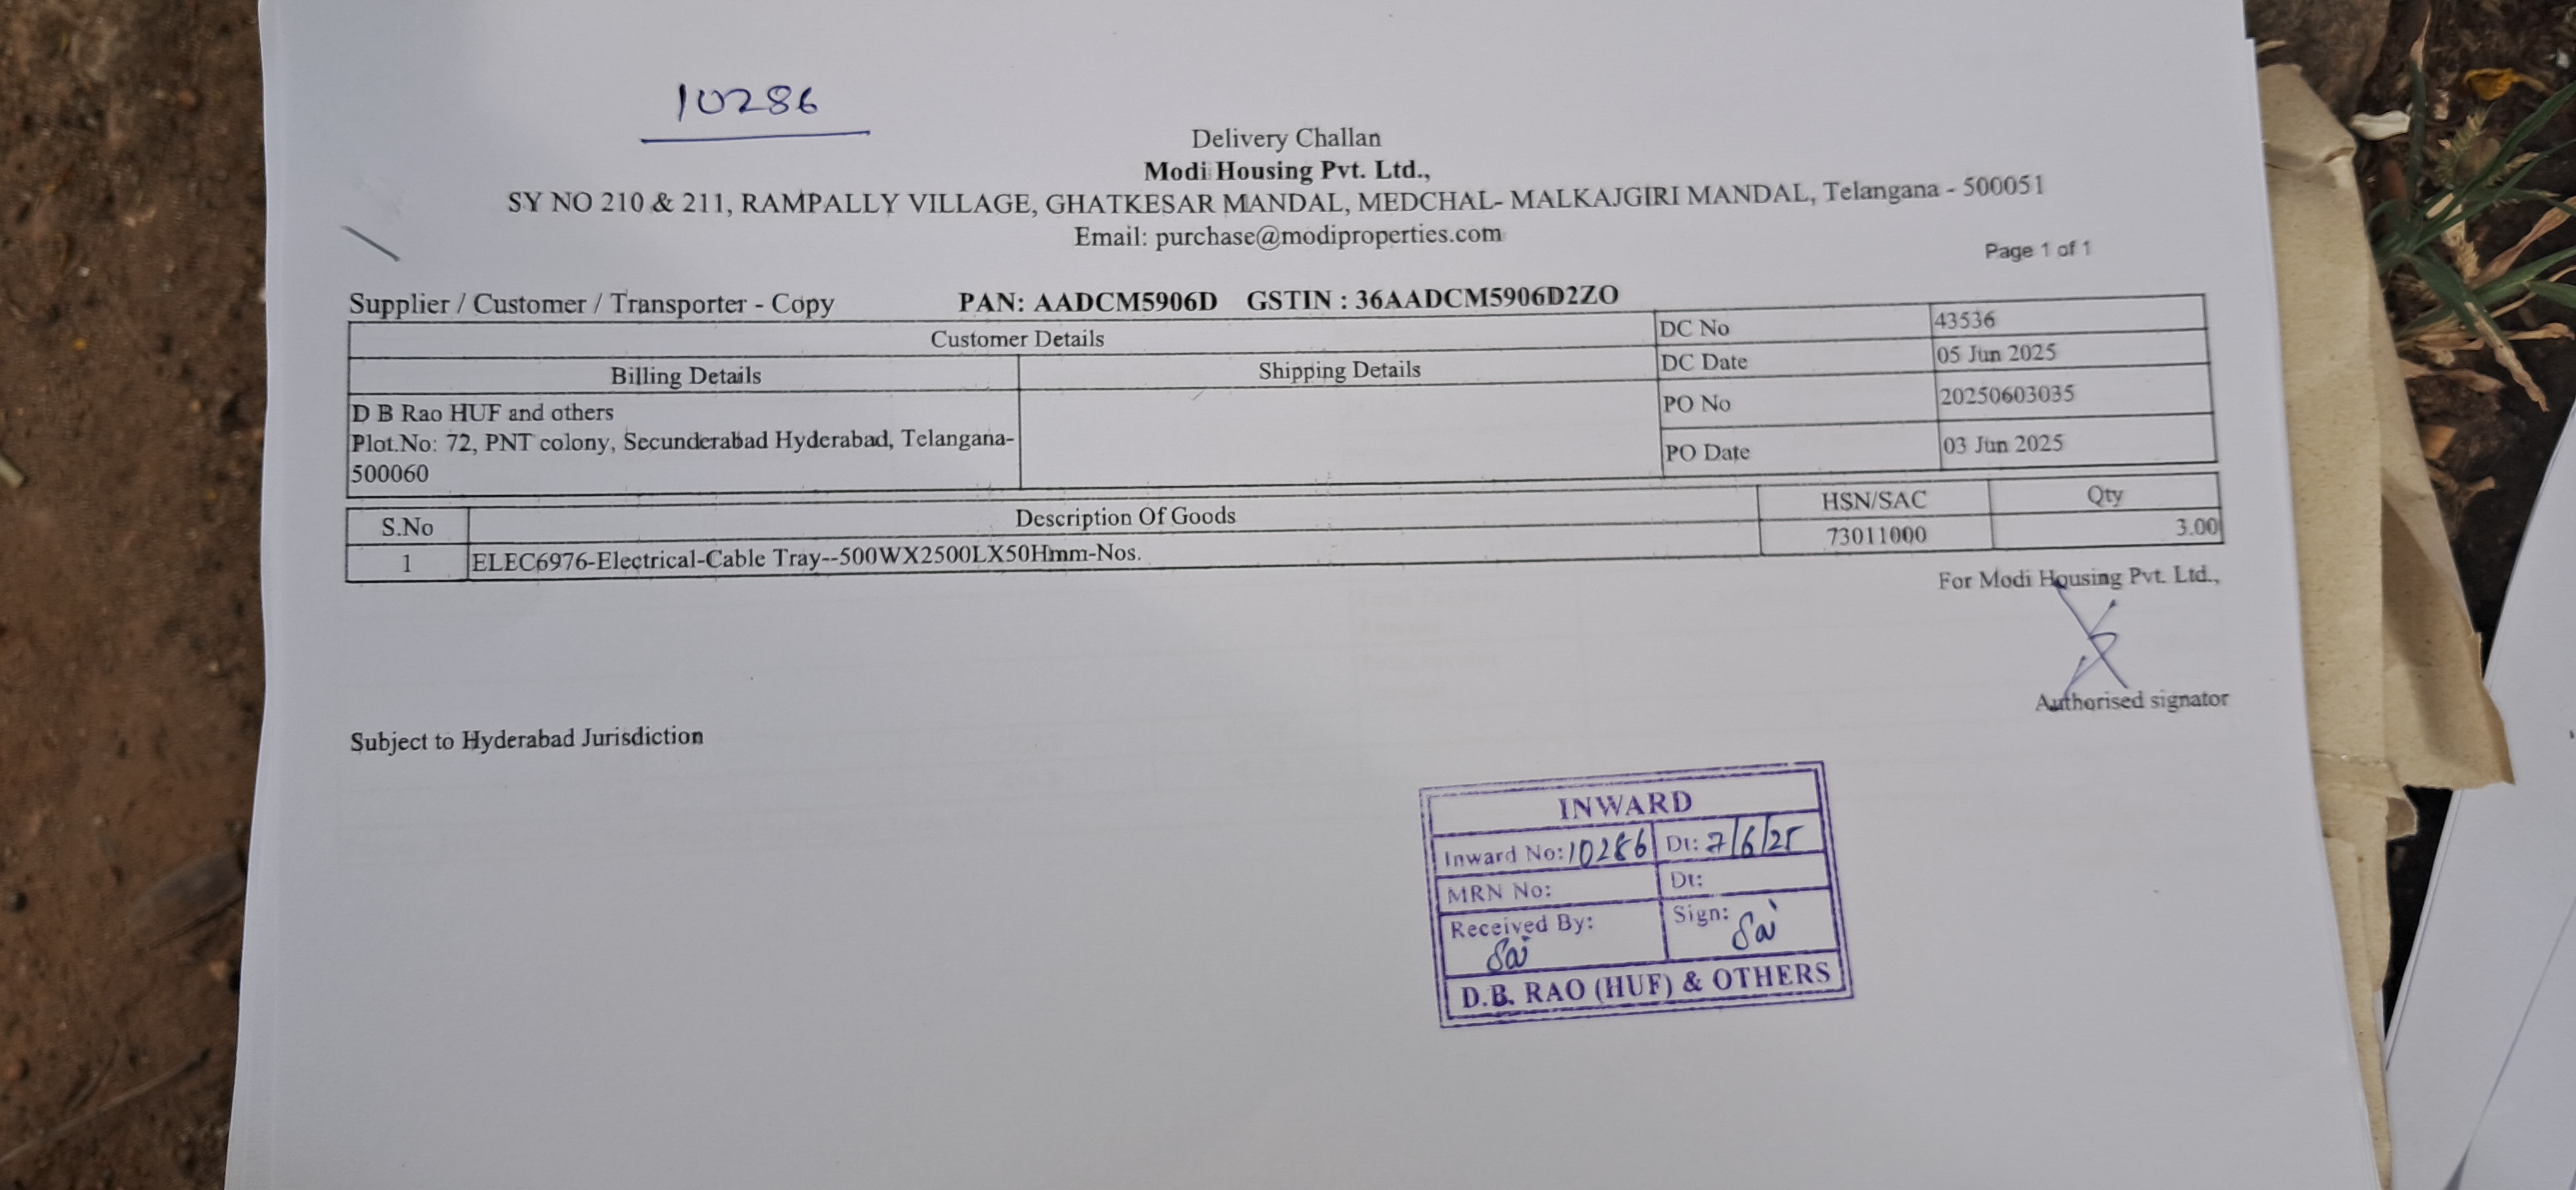 10286
Delivery Challan
Modi Housing Pvt. Ltd.,
SY NO 210 & 211, RAMPALLY VILLAGE, GHATKESAR MANDAL, MEDCHAL- MALKAJGIRI MANDAL, Telangana - 500051
Email: purchase@modiproperties.com
Page 1 of 1
Supplier / Customer / Transporter - Copy PAN: AADCM5906D GSTIN : 36AADCM5906D2ZO
Customer Details
DC No 43536
Billing Details Shipping Details
DC Date 05 Jun 2025
D B Rao HUF and others
Plot.No: 72, PNT colony, Secunderabad Hyderabad, Telangana-
500060
PO No 20250603035
PO Date 03 Jun 2025
S.No Description Of Goods HSN/SAC Qty
1 ELEC6976-Electrical-Cable Tray--500WX2500LX50Hmm-Nos. 73011000 3.00
For Modi Housing Pvt. Ltd.,
Authorised signator
Subject to Hyderabad Jurisdiction
INWARD
Inward No: 10286 Dt: 7/6/25
MRN No: Dt:
Received By: Sai Sign: Sai
D.B. RAO (HUF) & OTHERS